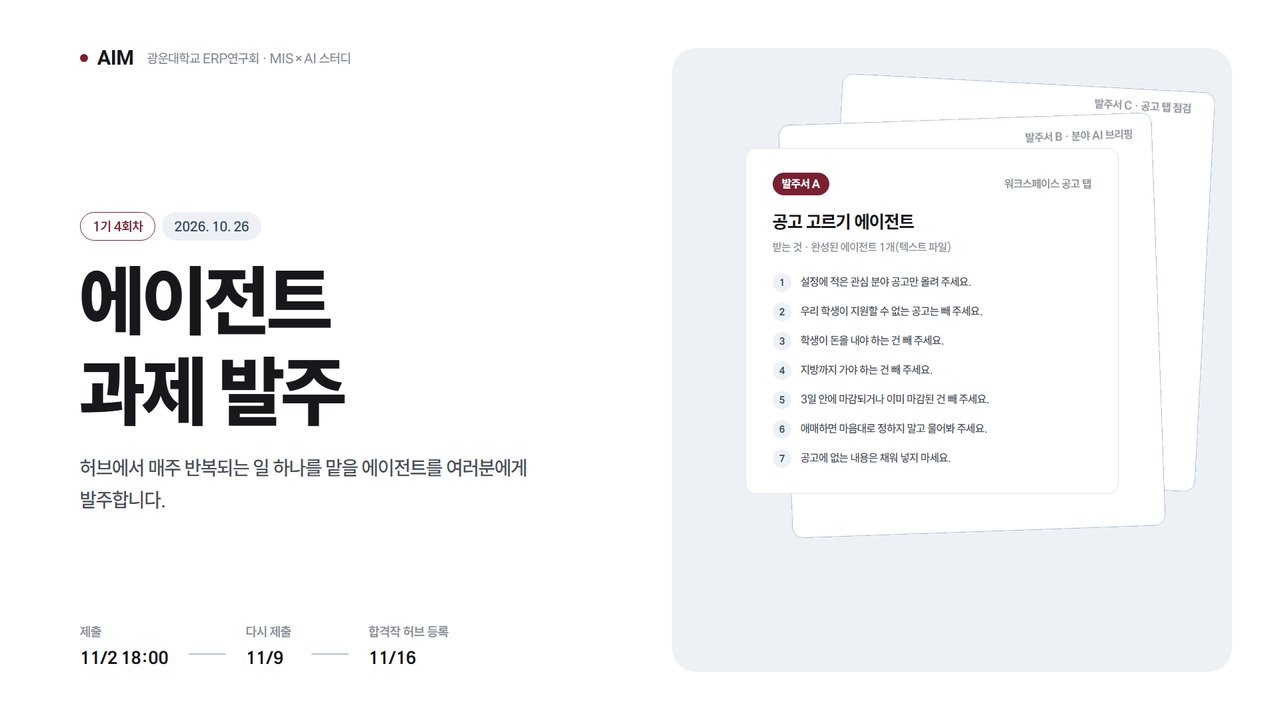 AIM 광운대학교 ERP연구회 · MIS × AI 스터디
1기 4회차 2026. 10. 26
에이전트
과제 발주
허브에서 매주 반복되는 일 하나를 맡을 에이전트를 여러분에게
발주합니다.
제출 다시 제출 합격작 허브 등록
11/2 18:00 11/9 11/16
발주서 C · 공고 탭 점검
발주서 B · 분야 AI 브리핑
발주서 A 워크스페이스 공고 탭
공고 고르기 에이전트
받는 것 · 완성된 에이전트 1개(텍스트 파일)
1 설정에 적은 관심 분야 공고만 올려 주세요.
2 우리 학생이 지원할 수 없는 공고는 빼 주세요.
3 학생이 돈을 내야 하는 건 빼 주세요.
4 지방까지 가야 하는 건 빼 주세요.
5 3일 안에 마감되거나 이미 마감된 건 빼 주세요.
6 애매하면 마음대로 정하지 말고 물어봐 주세요.
7 공고에 없는 내용은 채워 넣지 마세요.